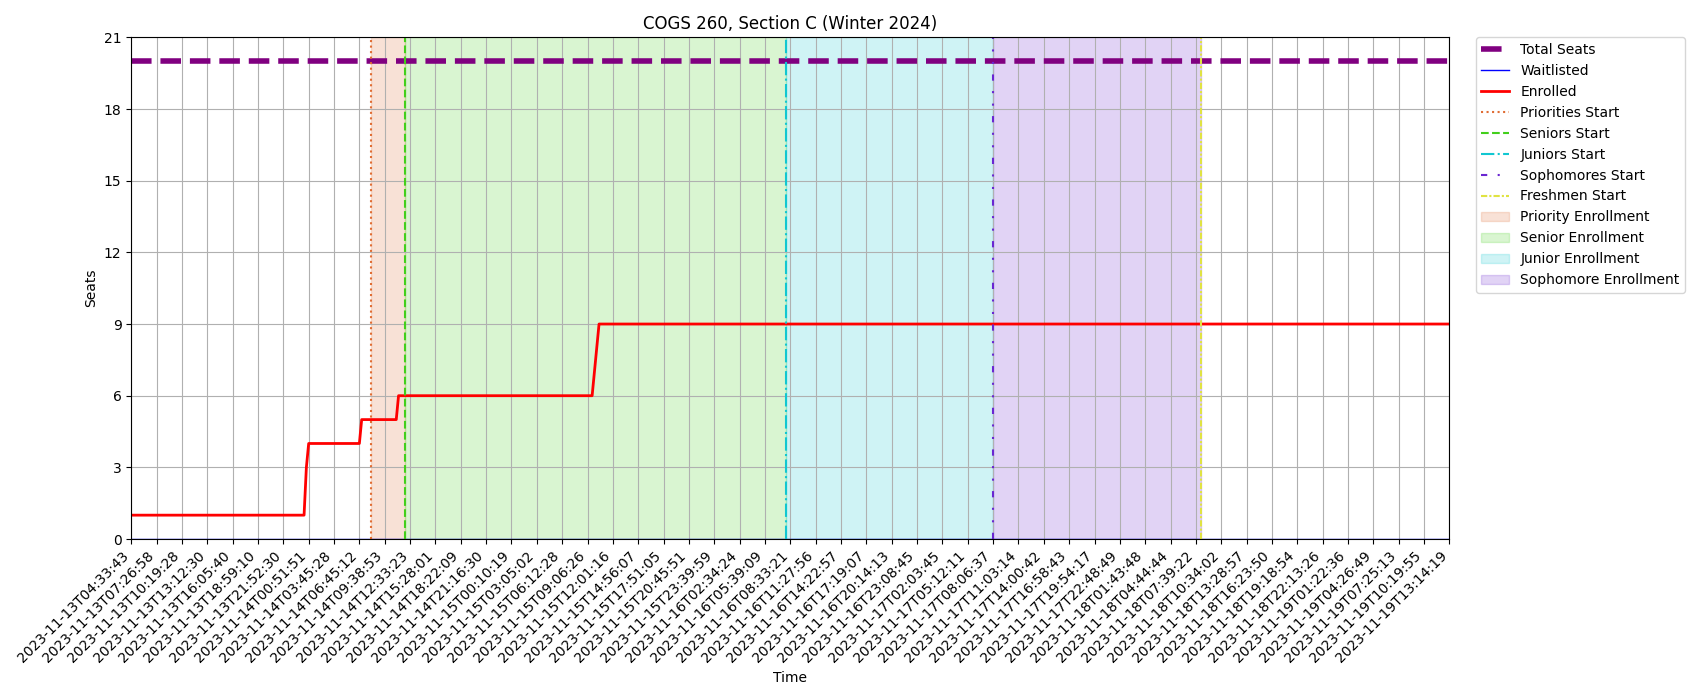 COGS 260, Section C (Winter 2024)
21
18
15
12
9
6
3
0
Seats
2023-11-13T04:33:43
2023-11-13T07:26:58
2023-11-13T10:19:28
2023-11-13T13:12:30
2023-11-13T16:05:40
2023-11-13T18:59:10
2023-11-13T21:52:30
2023-11-14T00:51:51
2023-11-14T03:45:28
2023-11-14T06:45:12
2023-11-14T09:38:53
2023-11-14T12:33:23
2023-11-14T15:28:01
2023-11-14T18:22:09
2023-11-14T21:16:30
2023-11-15T00:10:19
2023-11-15T03:05:02
2023-11-15T06:12:28
2023-11-15T09:06:26
2023-11-15T12:01:16
2023-11-15T14:56:07
2023-11-15T17:51:05
2023-11-15T20:45:51
2023-11-15T23:39:59
2023-11-16T02:34:24
2023-11-16T05:39:09
2023-11-16T08:33:21
2023-11-16T11:27:56
2023-11-16T14:22:57
2023-11-16T17:19:07
2023-11-16T20:14:13
2023-11-16T23:08:45
2023-11-17T02:03:45
2023-11-17T05:12:11
2023-11-17T08:06:37
2023-11-17T11:03:14
2023-11-17T14:00:42
2023-11-17T16:58:43
2023-11-17T19:54:17
2023-11-17T22:48:49
2023-11-18T01:43:48
2023-11-18T04:44:44
2023-11-18T07:39:22
2023-11-18T10:34:02
2023-11-18T13:28:57
2023-11-18T16:23:50
2023-11-18T19:18:54
2023-11-18T22:13:26
2023-11-19T01:22:36
2023-11-19T04:26:49
2023-11-19T07:25:13
2023-11-19T10:19:55
2023-11-19T13:14:19
Time
Total Seats
Waitlisted
Enrolled
Priorities Start
Seniors Start
Juniors Start
Sophomores Start
Freshmen Start
Priority Enrollment
Senior Enrollment
Junior Enrollment
Sophomore Enrollment